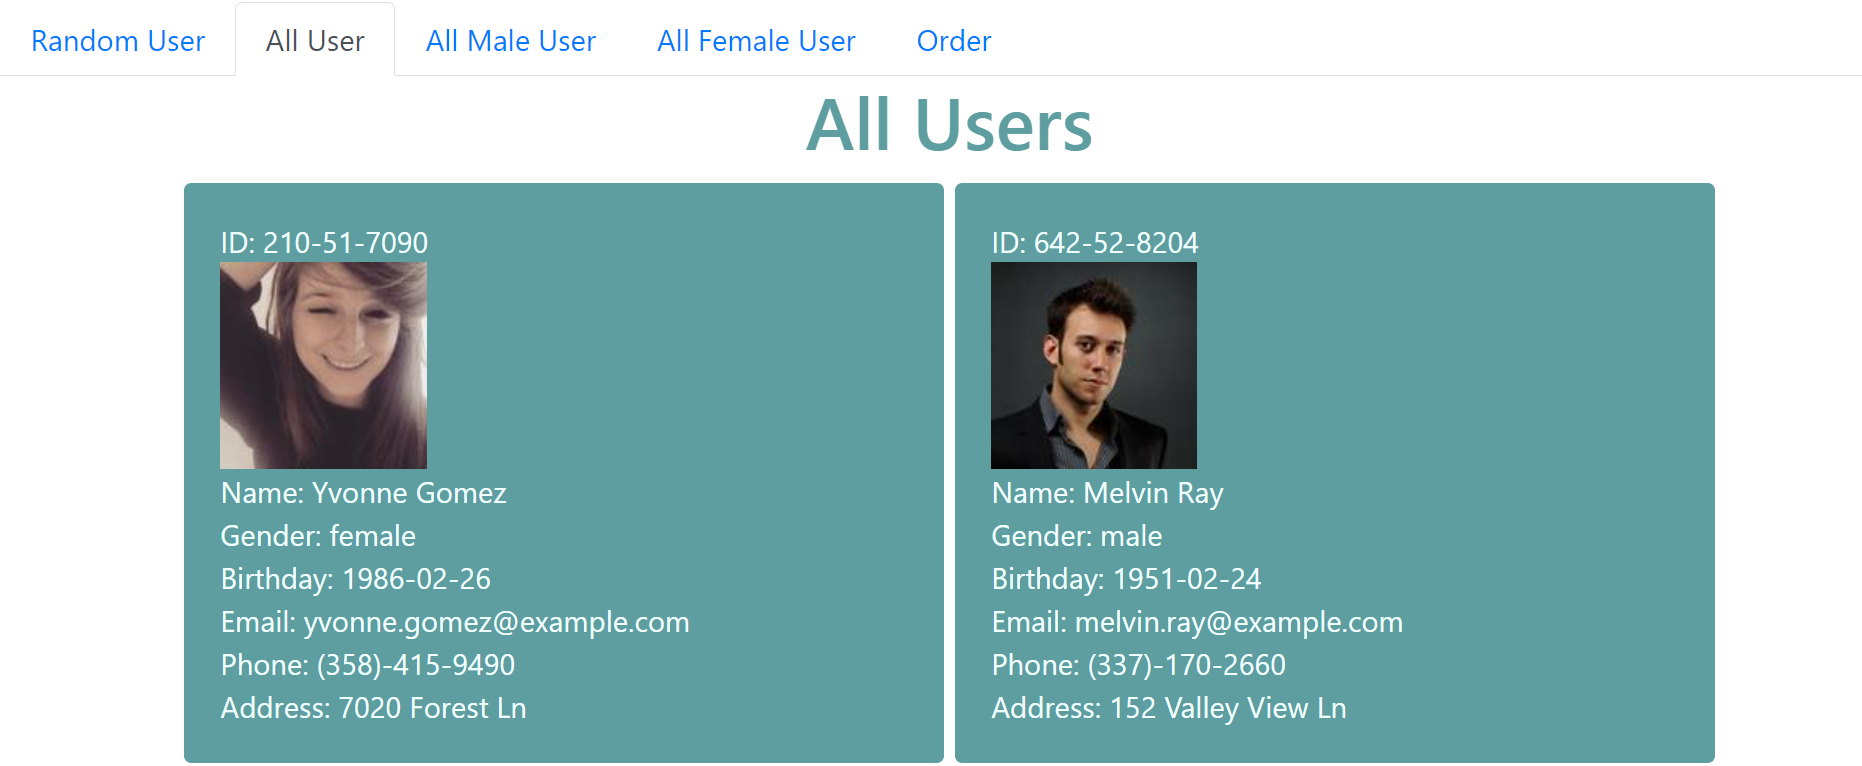 Random User All User All Male User All Female User Order
All Users
ID: 210-51-7090
Name: Yvonne Gomez
Gender: female
Birthday: 1986-02-26
Email: yvonne.gomez@example.com
Phone: (358)-415-9490
Address: 7020 Forest Ln
ID: 642-52-8204
Name: Melvin Ray
Gender: male
Birthday: 1951-02-24
Email: melvin.ray@example.com
Phone: (337)-170-2660
Address: 152 Valley View Ln